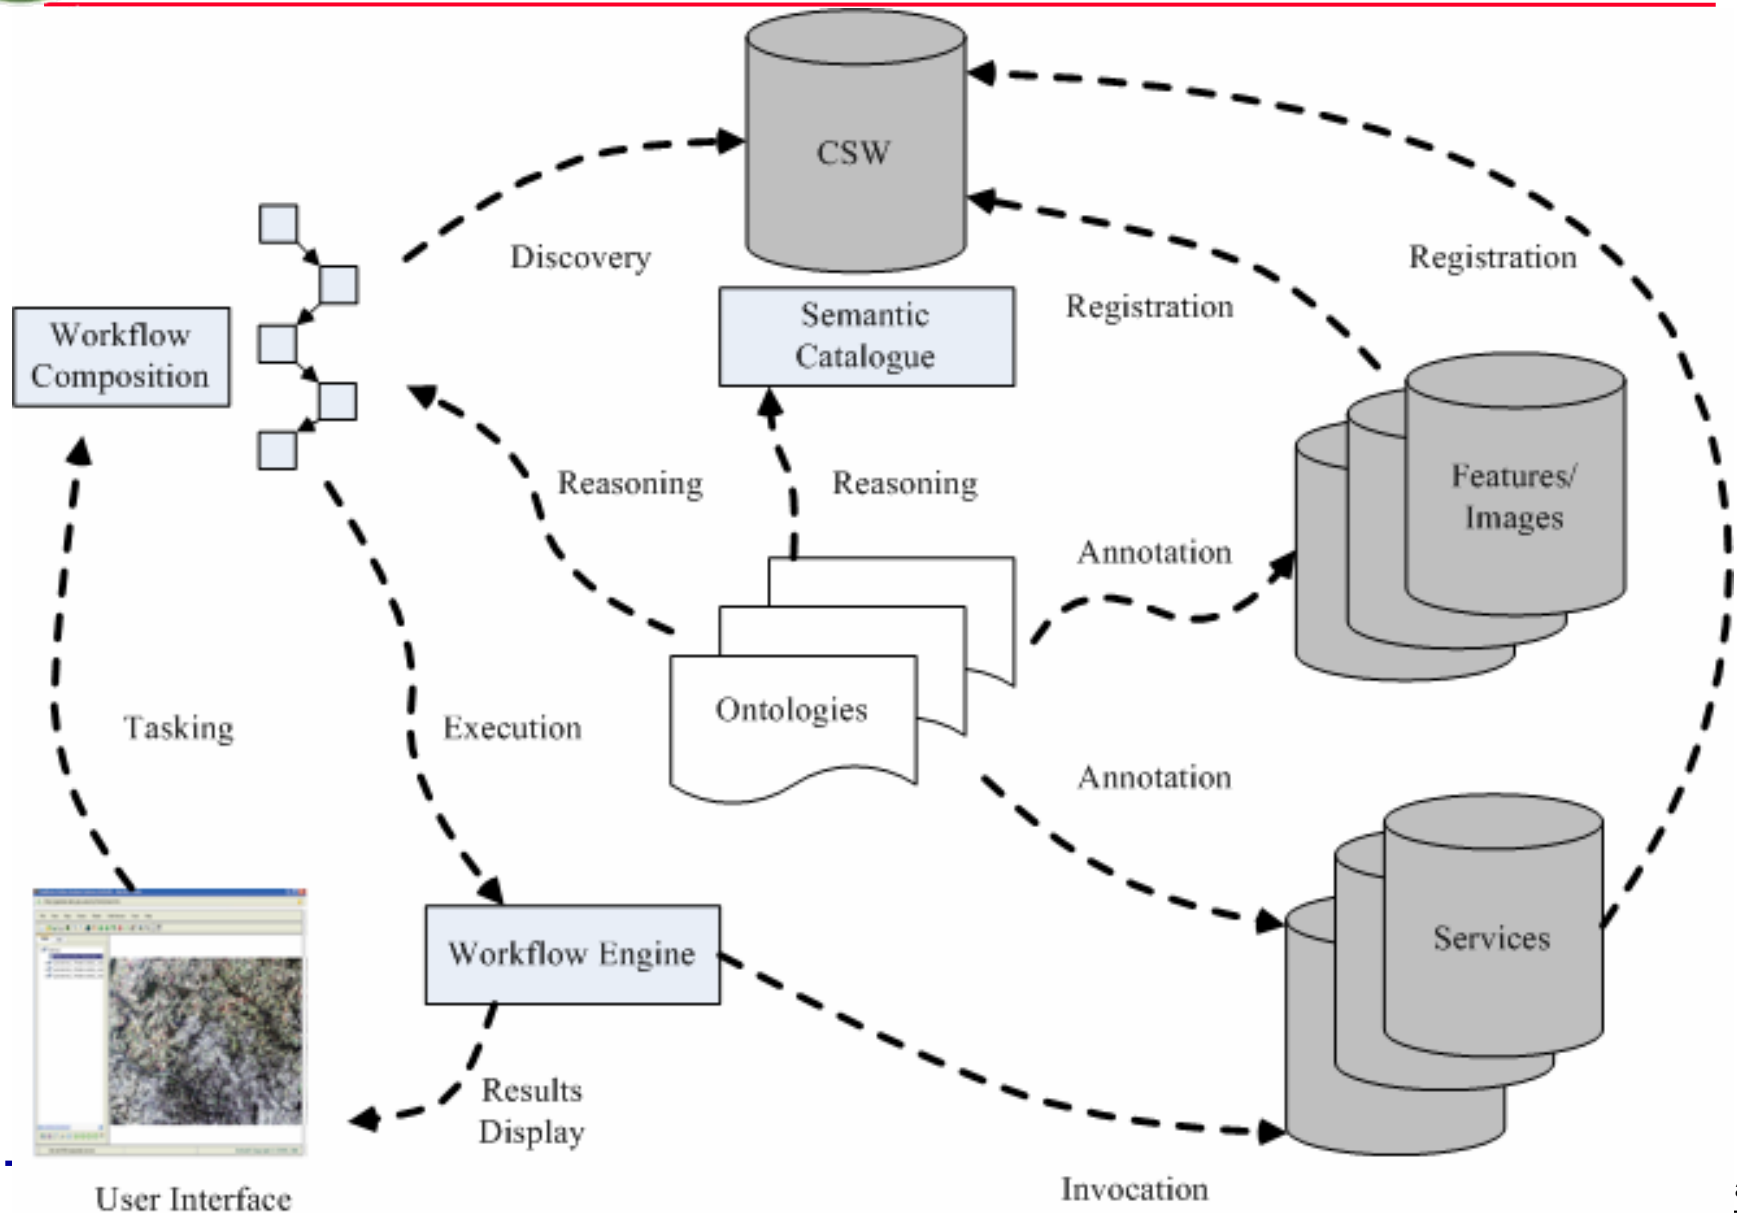 CSW
Discovery
Registration
Registration
Semantic
Catalogue
Workflow
Composition
Reasoning
Reasoning
Features/
Images
Annotation
Ontologies
Tasking
Execution
Annotation
Services
Workflow Engine
Results
Display
Invocation
User Interface